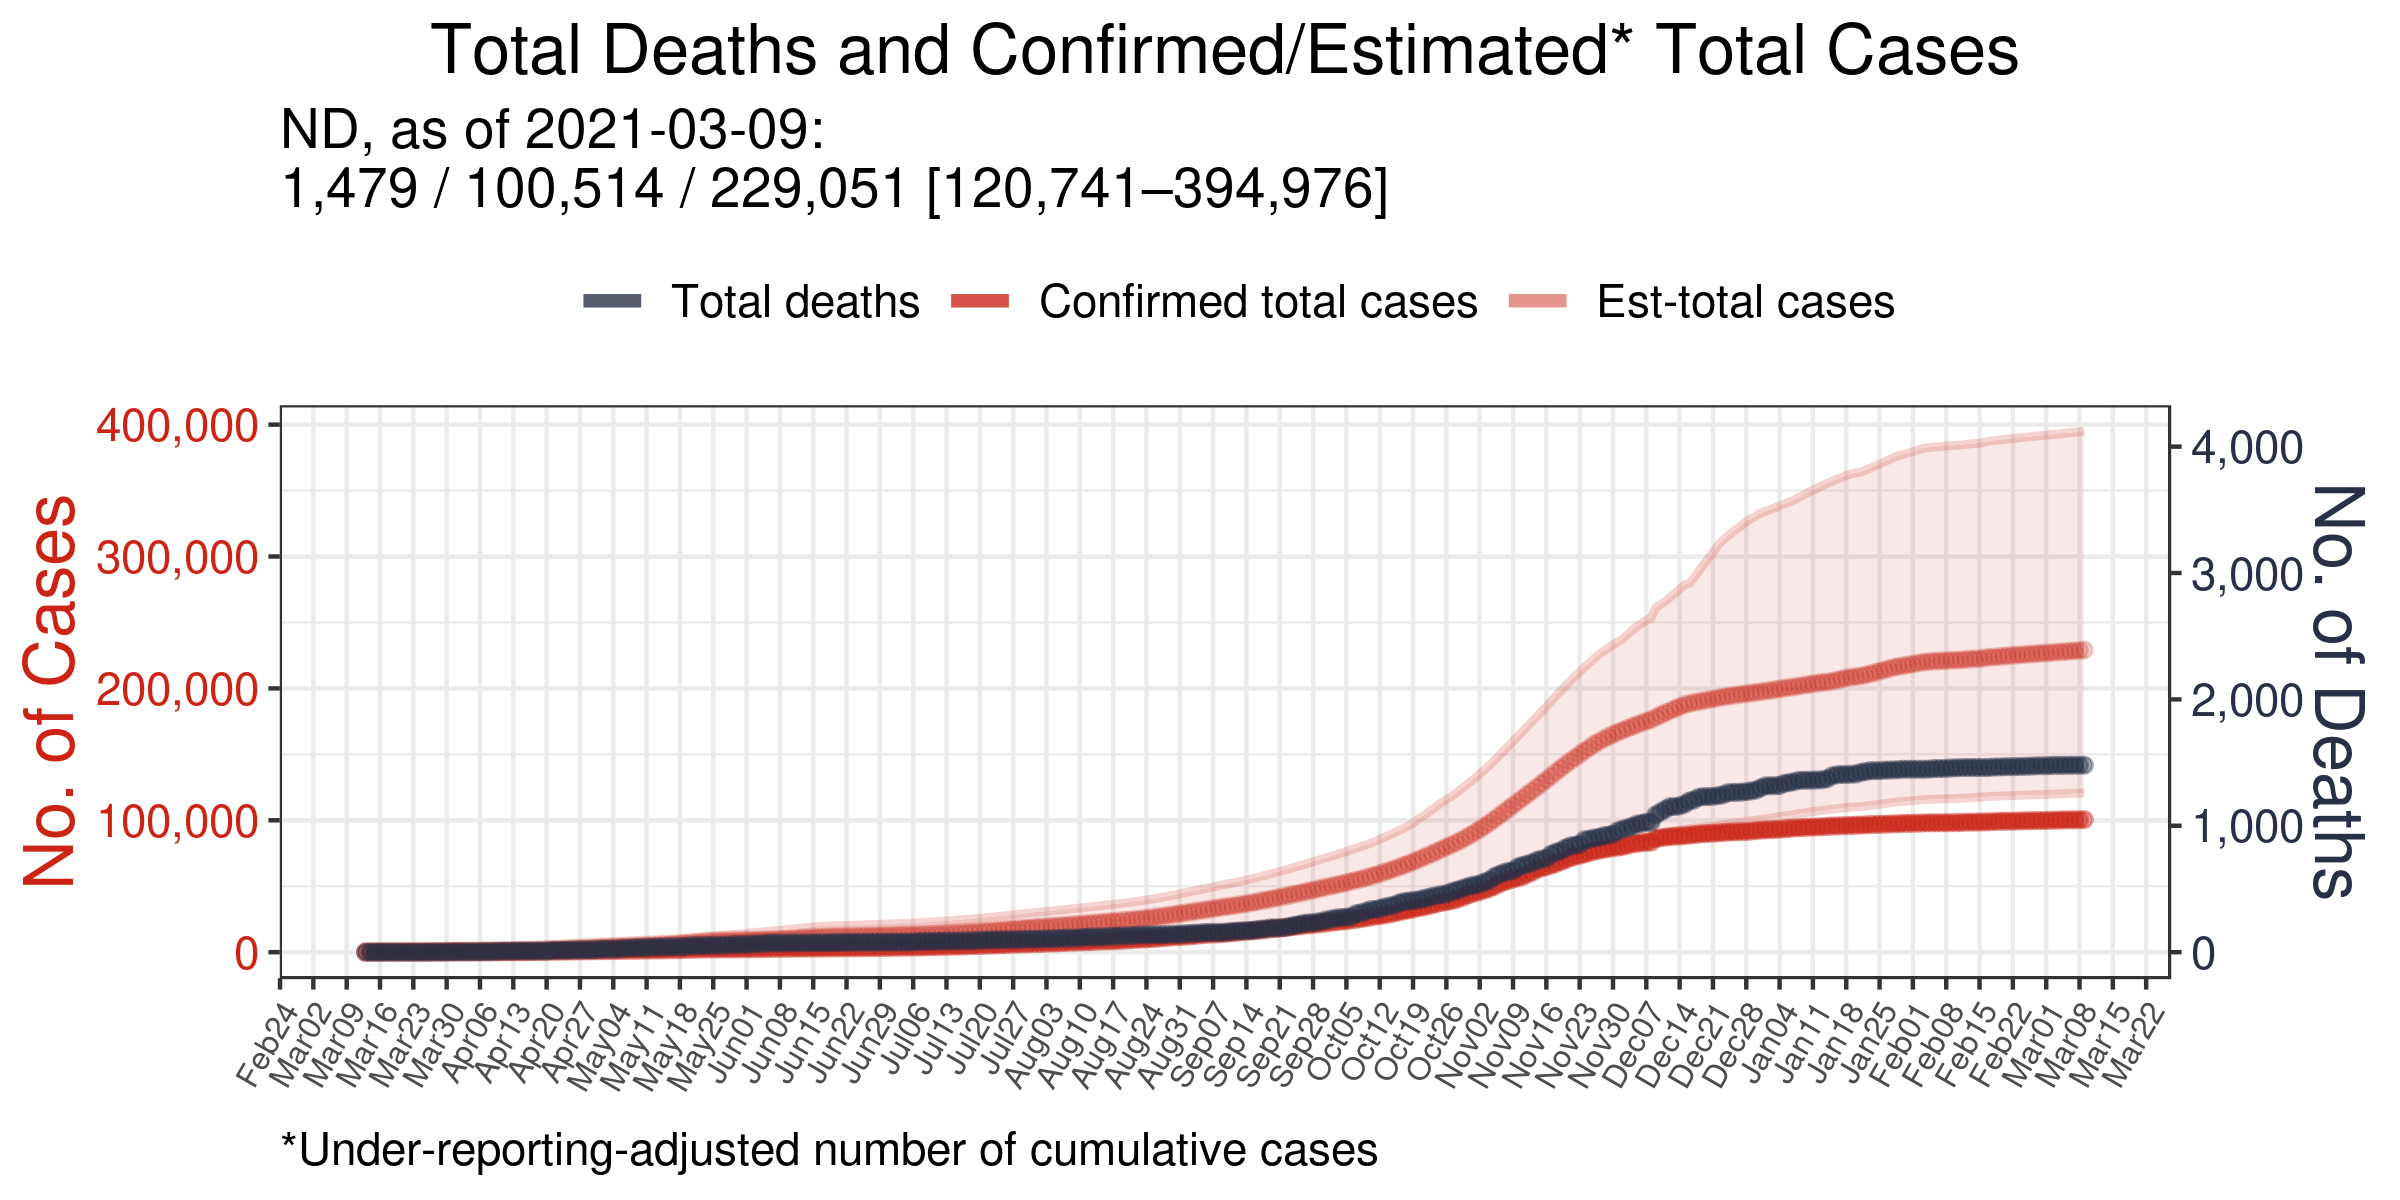 Total Deaths and Confirmed/Estimated* Total Cases
ND, as of 2021-03-09:
1,479 / 100,514 / 229,051 [120,741–394,976]
Total deaths
Confirmed total cases
Est-total cases
No. of Cases
400,000
300,000
200,000
100,000
0
4,000
3,000
2,000
1,000
0
No. of Deaths
Feb24
Mar02
Mar09
Mar16
Mar23
Mar30
Apr06
Apr13
Apr20
Apr27
May04
May11
May18
May25
Jun01
Jun08
Jun15
Jun22
Jun29
Jul06
Jul13
Jul20
Jul27
Aug03
Aug10
Aug17
Aug24
Aug31
Sep07
Sep14
Sep21
Sep28
Oct05
Oct12
Oct19
Oct26
Nov02
Nov09
Nov16
Nov23
Nov30
Dec07
Dec14
Dec21
Dec28
Jan04
Jan11
Jan18
Jan25
Feb01
Feb08
Feb15
Feb22
Mar01
Mar08
Mar15
Mar22
*Under-reporting-adjusted number of cumulative cases